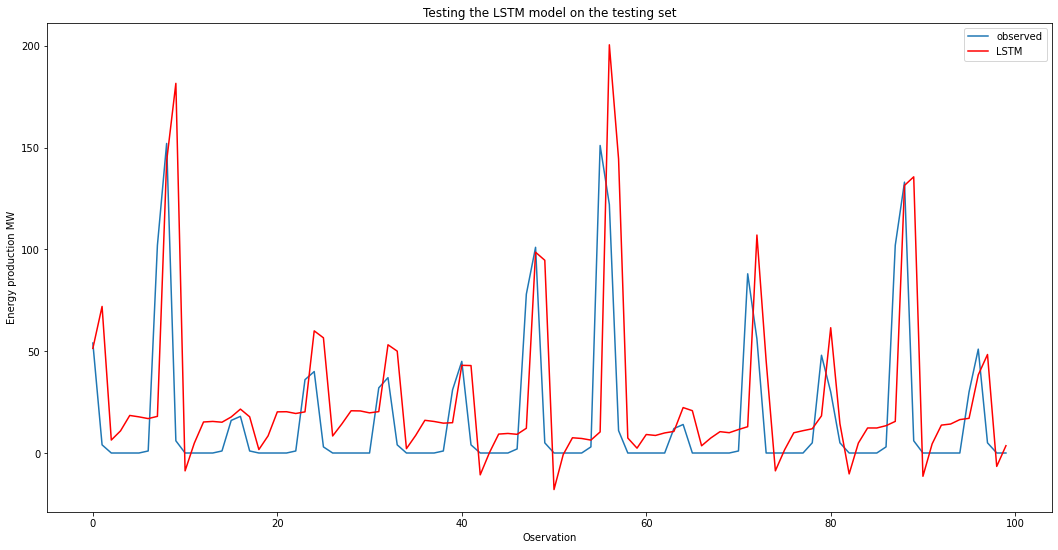 Testing the LSTM model on the testing set
observed
LSTM
Energy production MW
200
150
100
50
0
0 20 40 60 80 100
Oservation